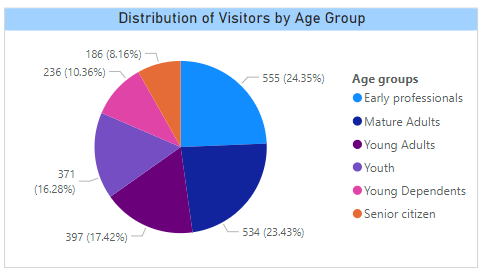 Distribution of Visitors by Age Group
186 (8.16%)
236 (10.36%)
555 (24.35%)
371
(16.28%)
397 (17.42%)
534 (23.43%)
Age groups
Early professionals
Mature Adults
Young Adults
Youth
Young Dependents
Senior citizen